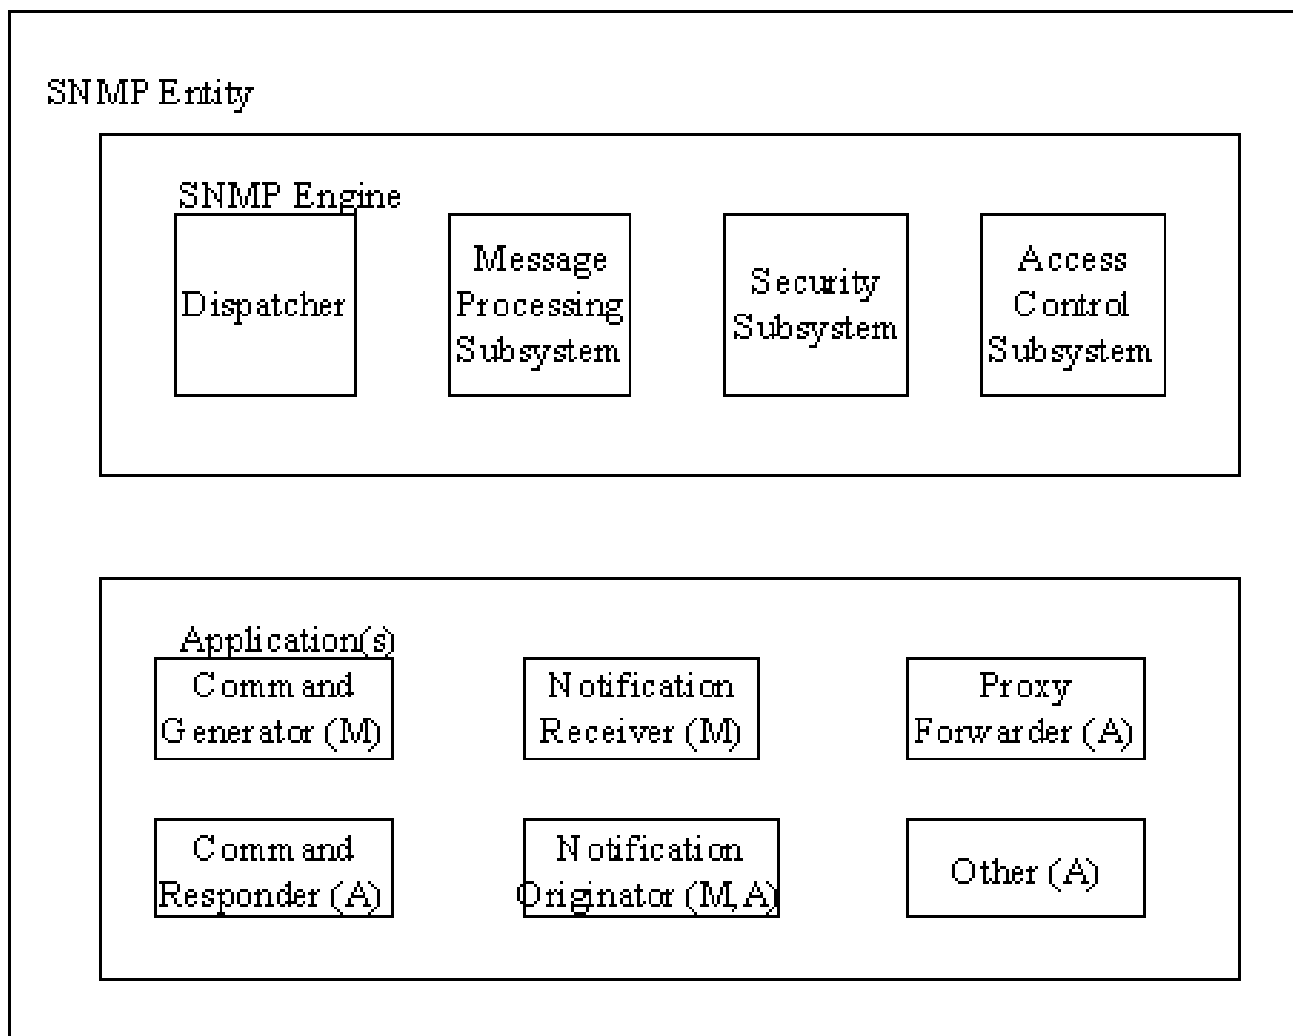 SNMP Entity
SNMP Engine
Dispatcher
Message
Processing
Subsystem
Security
Subsystem
Access
Control
Subsystem
Application(s)
Command
Generator (M)
Notification
Receiver (M)
Proxy
Forwarder (A)
Command
Responder (A)
Notification
Originator (M,A)
Other (A)